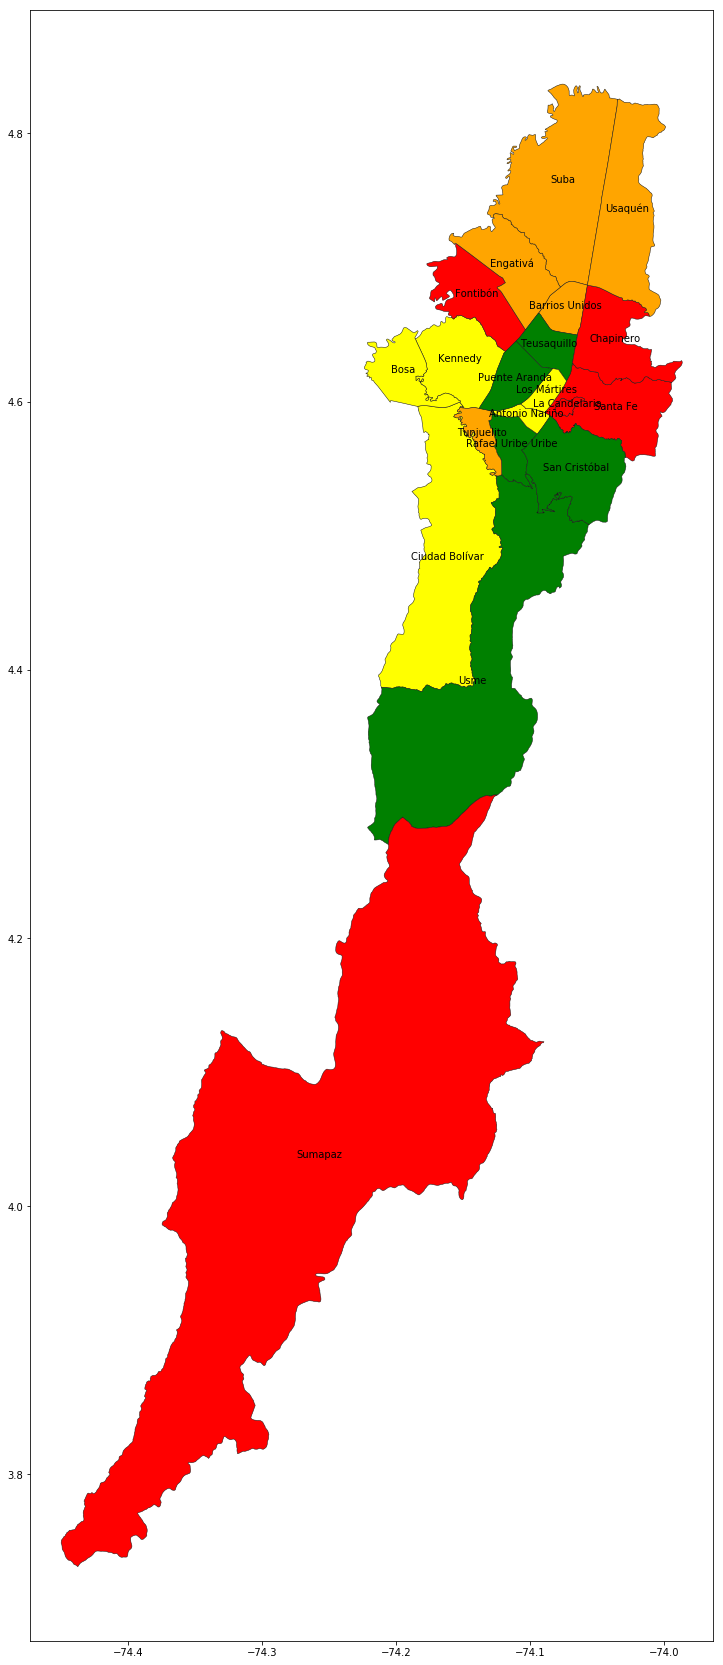 4.8
Suba
Usaquén
Engativá
Fontibón
Barrios Unidos
Teusaquillo
Chapinero
Kennedy
Bosa
Puente Aranda
Los Mártires
4.6
La Candelaria
Santa Fe
Antonio Nariño
Tunjuelito
Rafael Uribe Uribe
San Cristóbal
Ciudad Bolívar
4.4
Usme
4.2
Sumapaz
4.0
3.8
−74.4 −74.3 −74.2 −74.1 −74.0